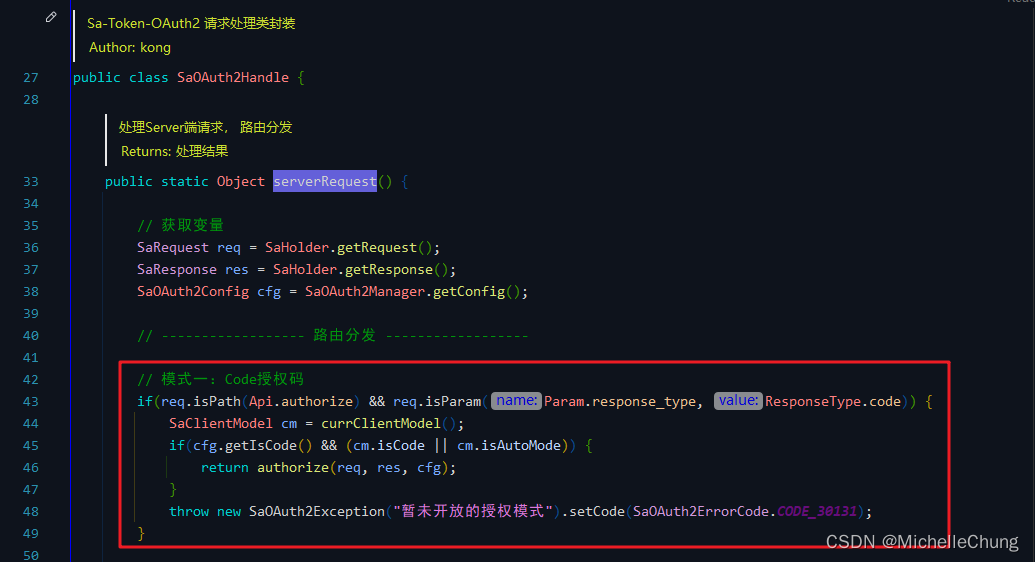 Sa-Token-OAuth2 请求处理类封装
Author: kong
27 public class SaOAuth2Handle {
28
处理Server端请求， 路由分发
Returns: 处理结果
33 public static Object serverRequest() {
34
35 // 获取变量
36 SaRequest req = SaHolder.getRequest();
37 SaResponse res = SaHolder.getResponse();
38 SaOAuth2Config cfg = SaOAuth2Manager.getConfig();
39
40 // ------------------ 路由分发 ------------------
41
42 // 模式一：Code授权码
43 if(req.isPath(Api.authorize) && req.isParam( name: Param.response_type, value: ResponseType.code)) {
44 SaClientModel cm = currClientModel();
45 if(cfg.getIsCode() && (cm.isCode || cm.isAutoMode)) {
46 return authorize(req, res, cfg);
47 }
48 throw new SaOAuth2Exception("暂未开放的授权模式").setCode(SaOAuth2ErrorCode.CODE_30131);
49 }
50
CSDN @MichelleChung